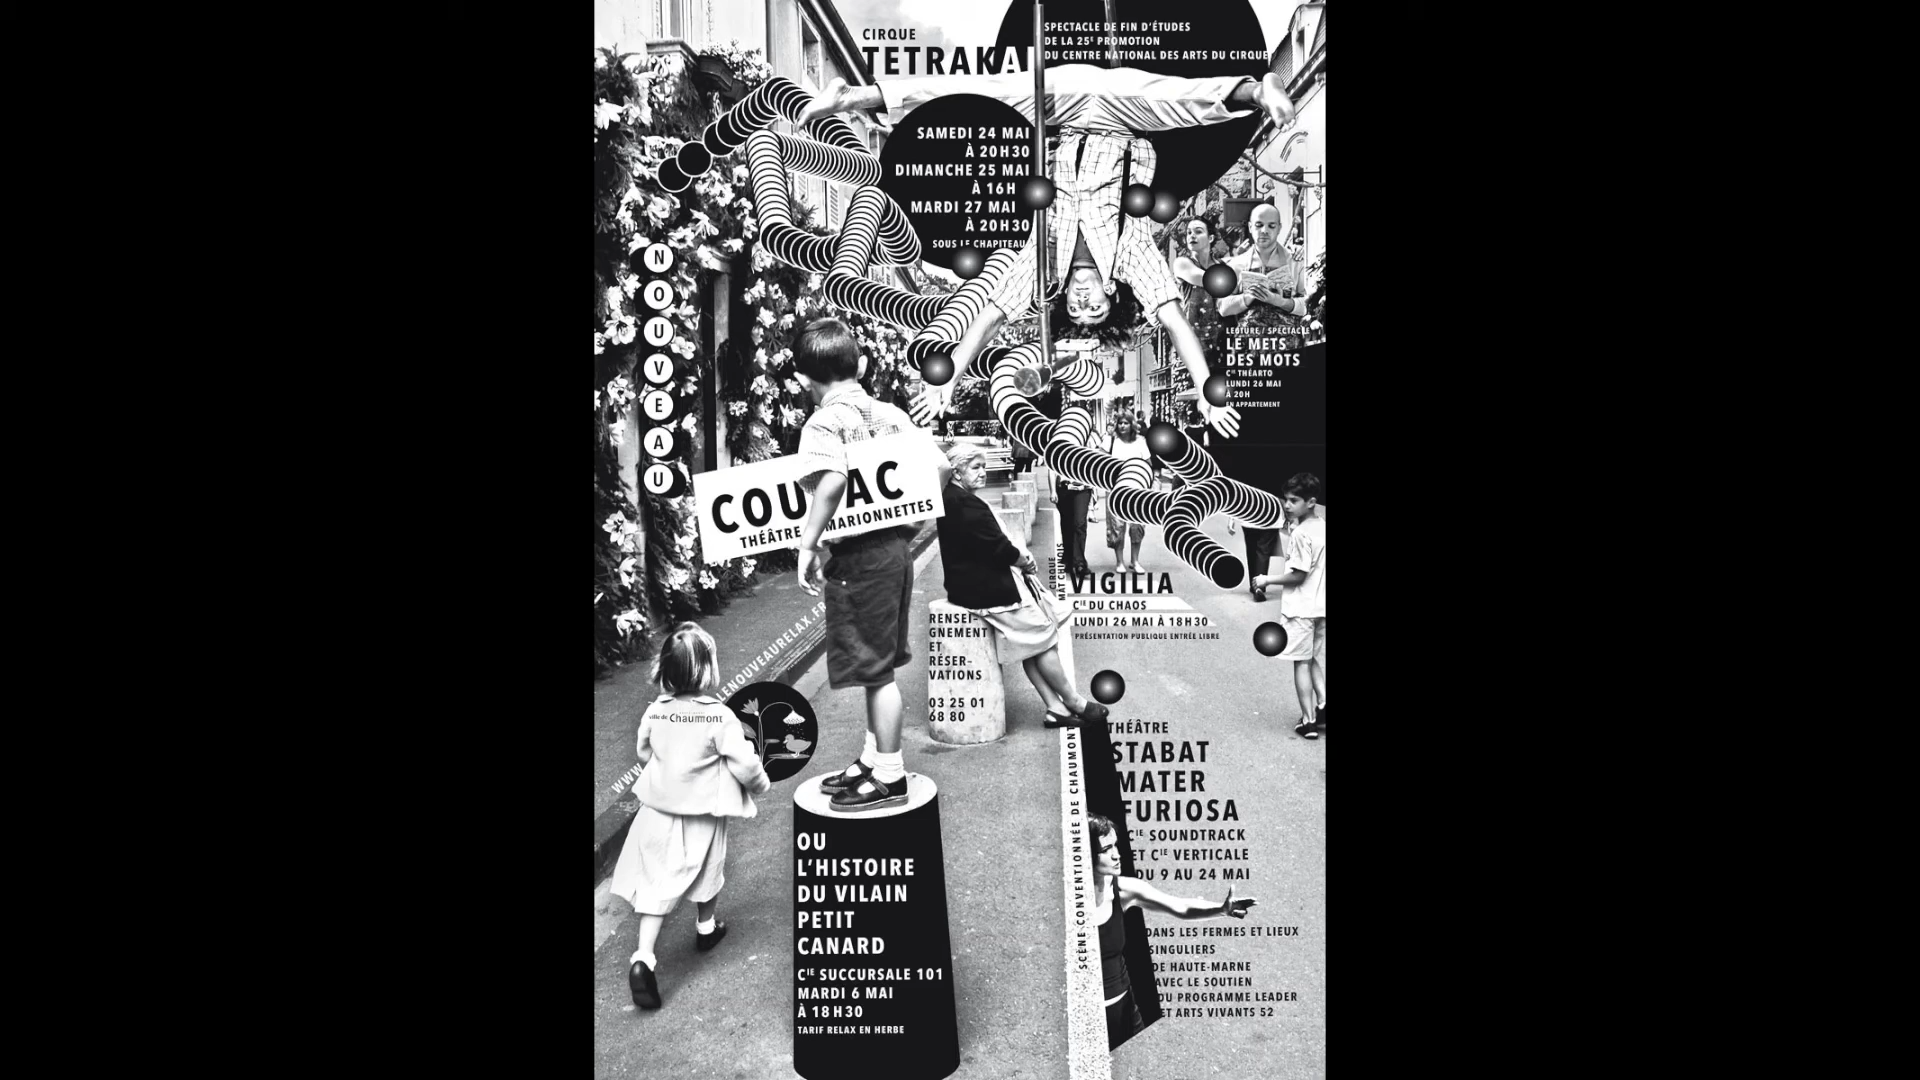 CIRQUE
TETRAKAI
SPECTACLE DE FIN D'ÉTUDES
DE LA 25E PROMOTION
DU CENTRE NATIONAL DES ARTS DU CIRQUE
SAMEDI 24 MAI
À 20H30
DIMANCHE 25 MAI
À 16H
MARDI 27 MAI
À 20H30
SOUS LE CHAPITEAU
NOUVEAU
LECTURE / SPECTACLE
LE METS
DES MOTS
CIE THÉARTO
LUNDI 26 MAI
À 20H
EN APPARTEMENT
COU AC
THÉÂTRE MARIONNETTES
CIRQUE
MÂT CHINOIS
VIGILIA
CIE DU CHAOS
LUNDI 26 MAI À 18H30
PRÉSENTATION PUBLIQUE ENTRÉE LIBRE
RENSEI-
GNEMENT
ET
RÉSER-
VATIONS
03 25 01
68 80
WWW LENOUVEAURELAX.FR
ville de Chaumont
SCÈNE CONVENTIONNÉE DE CHAUMONT
THÉÂTRE
STABAT
MATER
FURIOSA
CIE SOUNDTRACK
ET CIE VERTICALE
DU 9 AU 24 MAI
DANS LES FERMES ET LIEUX
SINGULIERS
DE HAUTE-MARNE
AVEC LE SOUTIEN
DU PROGRAMME LEADER
ET ARTS VIVANTS 52
OU
L'HISTOIRE
DU VILAIN
PETIT
CANARD
CIE SUCCURSALE 101
MARDI 6 MAI
À 18H30
TARIF RELAX EN HERBE